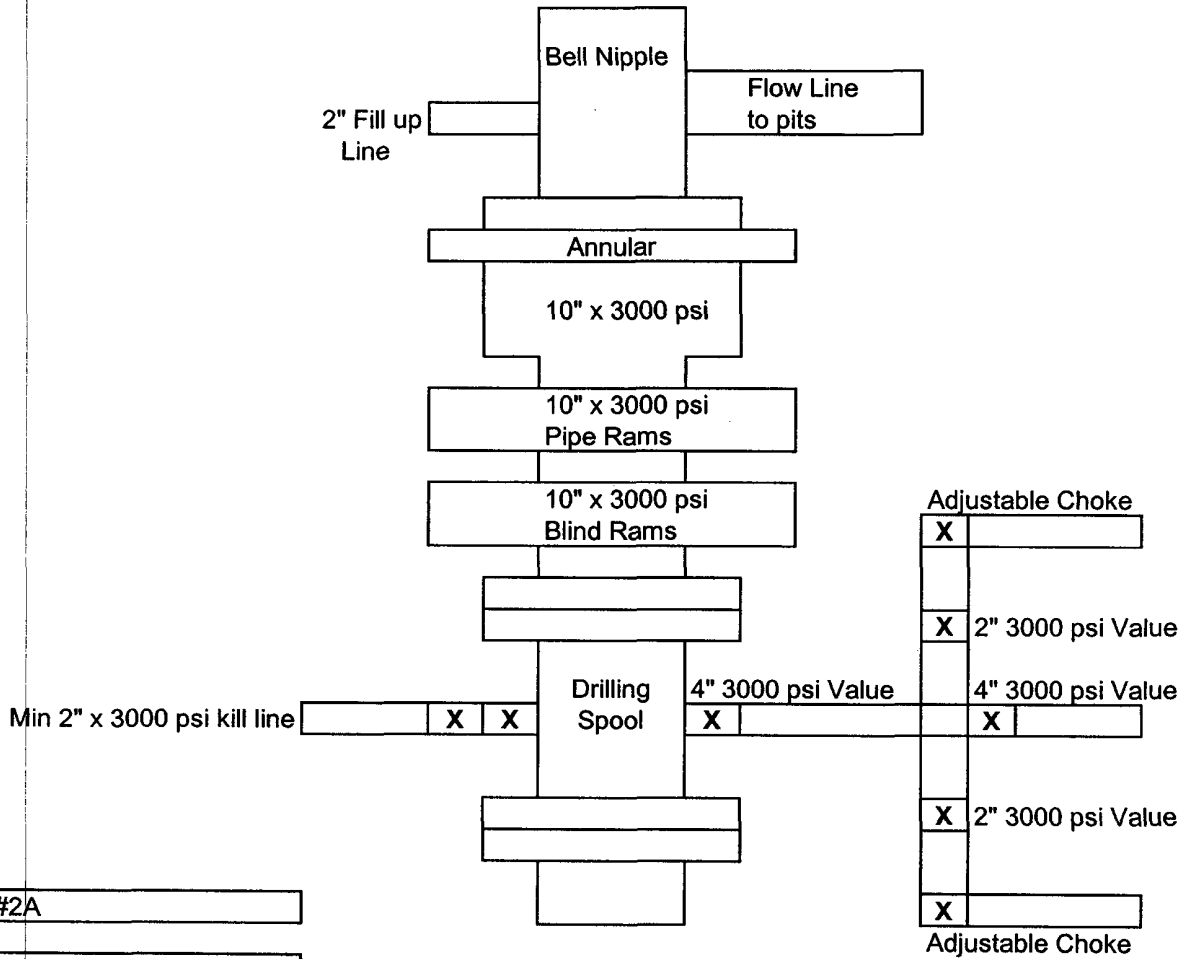 Bell Nipple
Flow Line
to pits
2" Fill up
Line
Annular
10" x 3000 psi
10" x 3000 psi
Pipe Rams
10" x 3000 psi
Blind Rams
Adjustable Choke
X
X 2" 3000 psi Value
Drilling
Spool
4" 3000 psi Value
4" 3000 psi Value
Min 2" x 3000 psi kill line
X X X X
X 2" 3000 psi Value
#2A
X
Adjustable Choke